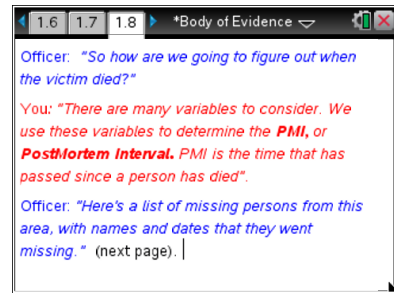 1.6 1.7 1.8 *Body of Evidence
Officer: "So how are we going to figure out when
the victim died?"
You: "There are many variables to consider. We
use these variables to determine the PMI, or
PostMortem Interval. PMI is the time that has
passed since a person has died".
Officer: "Here's a list of missing persons from this
area, with names and dates that they went
missing." (next page).